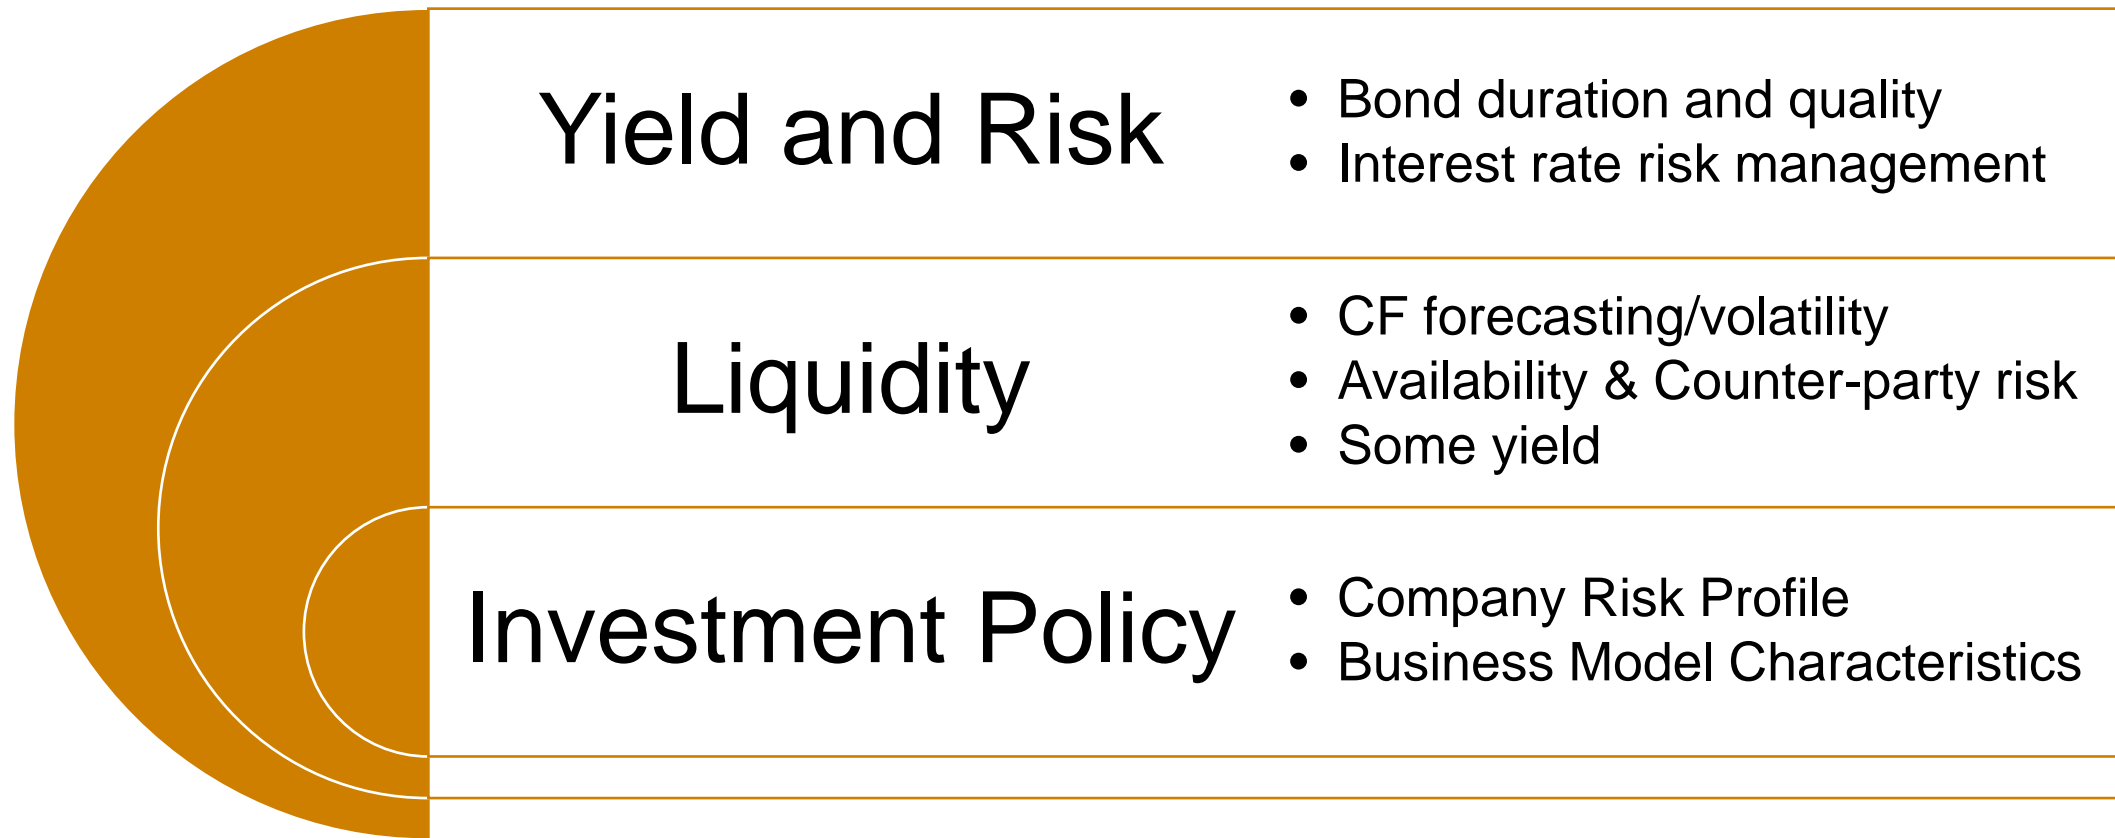 Yield and Risk
• Bond duration and quality
• Interest rate risk management
Liquidity
• CF forecasting/volatility
• Availability & Counter-party risk
• Some yield
Investment Policy
• Company Risk Profile
• Business Model Characteristics